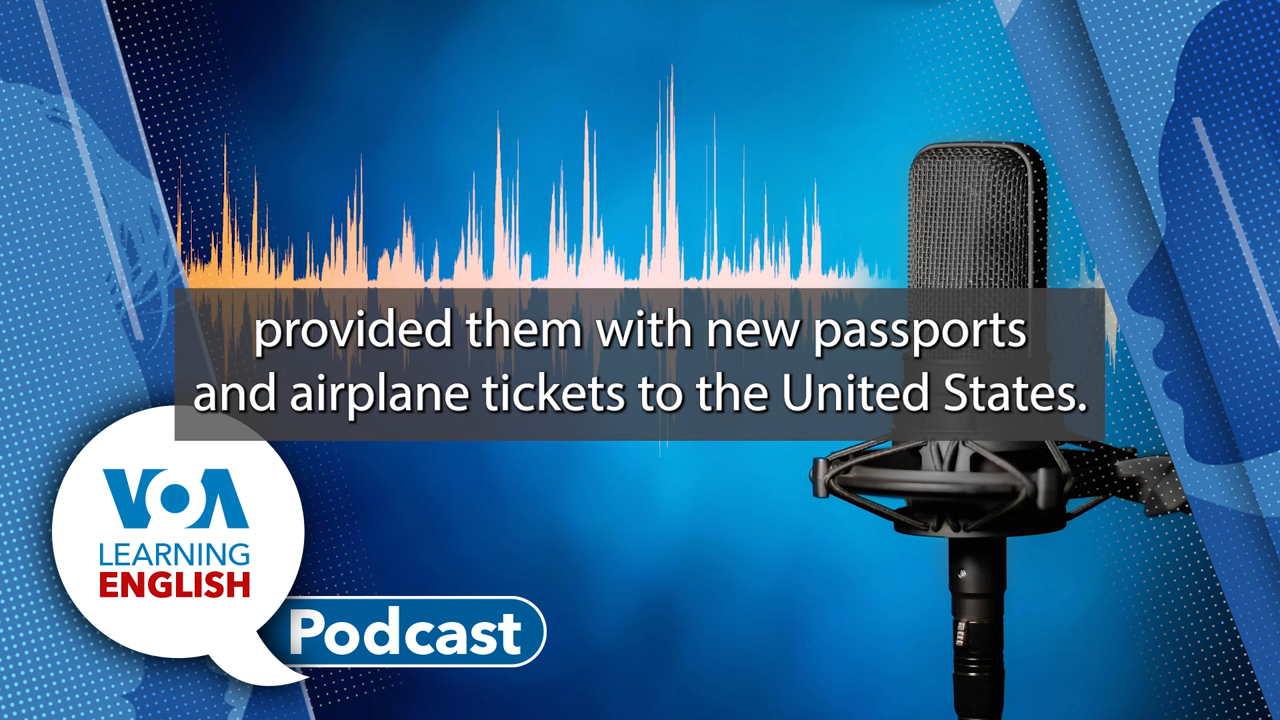 provided them with new passports
and airplane tickets to the United States.
VOA
LEARNING
ENGLISH
Podcast